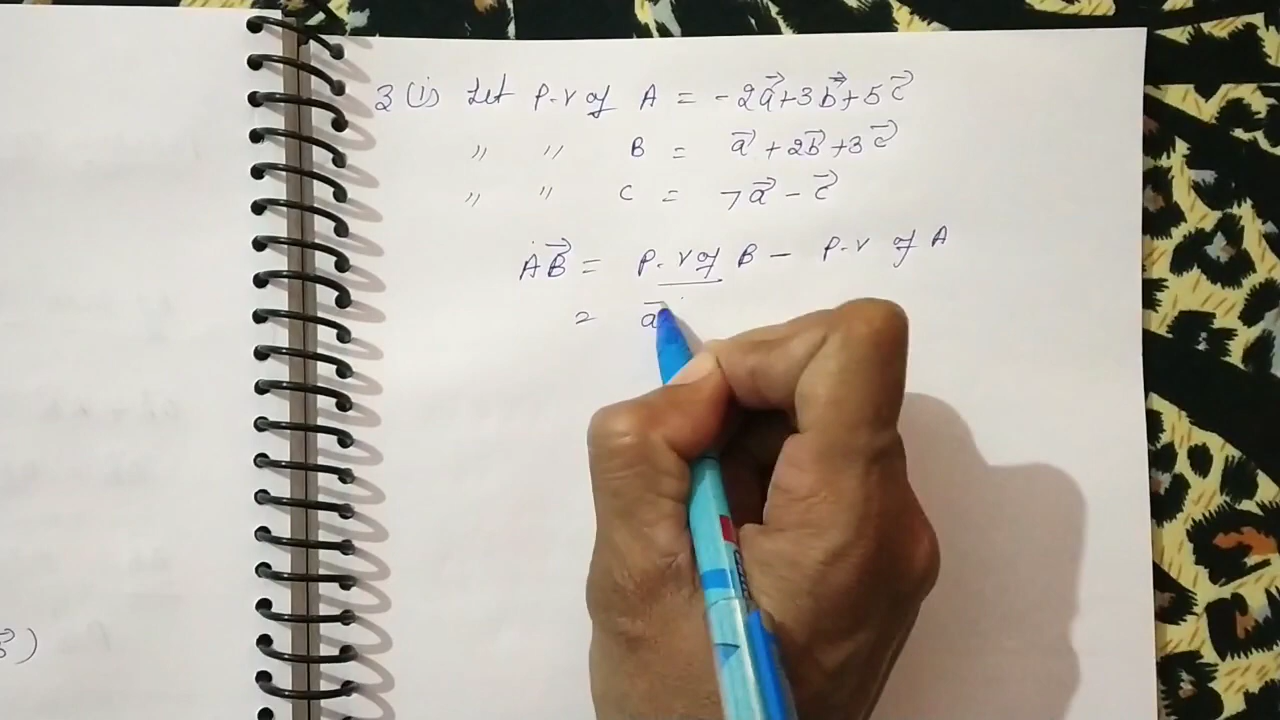 3 (i) Let P.V of A = -2a⃗+3b⃗+5c⃗
〃 〃 B = a⃗ + 2b⃗+3c⃗
〃 〃 C = 7a⃗ - c⃗
AB⃗ = P.V of B - P.V of A
= a⃗
)